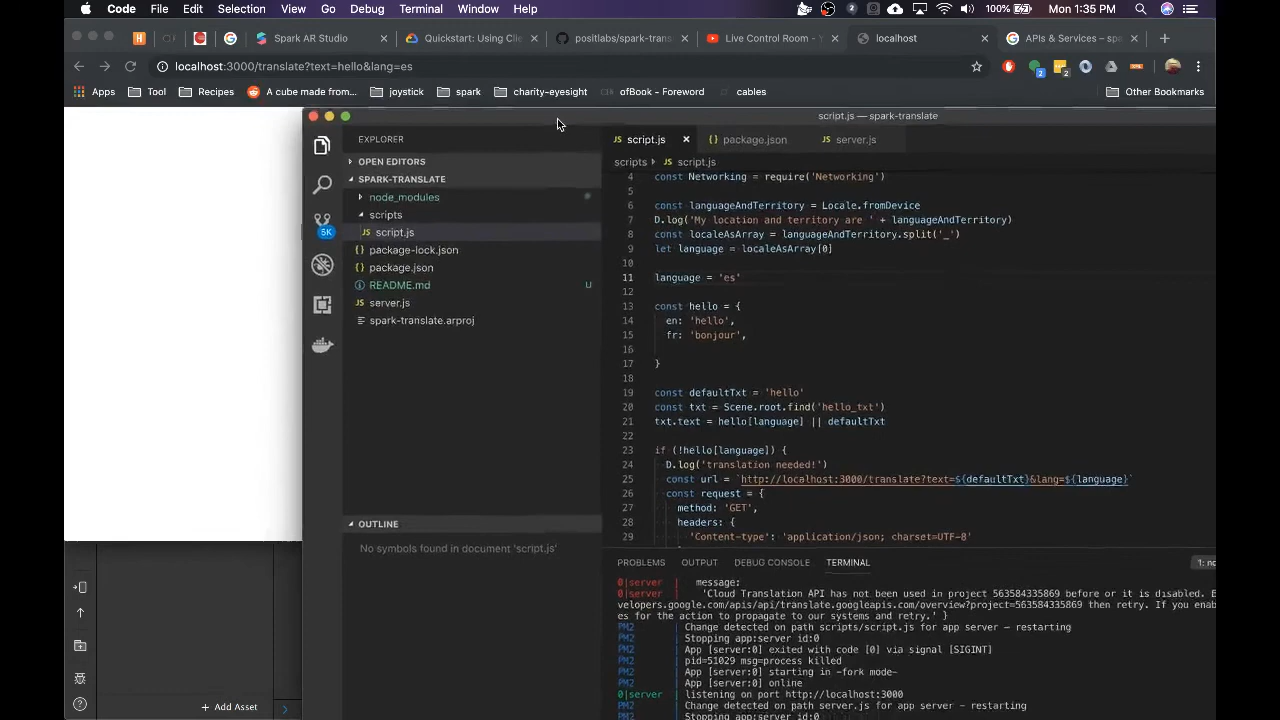 Code File Edit Selection View Go Debug Terminal Window Help 2 100% Mon 1:35 PM
Spark AR Studio Quickstart: Using Clie positlabs/spark-trans Live Control Room - Y localhost APIs & Services – spa
localhost:3000/translate?text=hello&lang=es
Apps Tool Recipes A cube made from... joystick spark charity-eyesight ofBook - Foreword cables Other Bookmarks
script.js — spark-translate
EXPLORER
script.js package.json server.js
OPEN EDITORS
scripts script.js
SPARK-TRANSLATE
node_modules
scripts
script.js
package-lock.json
package.json
README.md U
server.js
spark-translate.arproj
5K
4 const Networking = require('Networking')
5
6 const languageAndTerritory = Locale.fromDevice
7 D.log('My location and territory are ' + languageAndTerritory)
8 const localeAsArray = languageAndTerritory.split('_')
9 let language = localeAsArray[0]
10
11 language = 'es'
12
13 const hello = {
14 en: 'hello',
15 fr: 'bonjour',
16
17 }
18
19 const defaultTxt = 'hello'
20 const txt = Scene.root.find('hello_txt')
21 txt.text = hello[language] || defaultTxt
22
23 if (!hello[language]) {
24 D.log('translation needed!')
25 const url = `http://localhost:3000/translate?text=${defaultTxt}&lang=${language}`
26 const request = {
27 method: 'GET',
28 headers: {
29 'Content-type': 'application/json; charset=UTF-8'
OUTLINE
No symbols found in document 'script.js'
PROBLEMS OUTPUT DEBUG CONSOLE TERMINAL
0|server | message:
0|server | 'Cloud Translation API has not been used in project 563584335869 before or it is disabled. E
velopers.google.com/apis/api/translate.googleapis.com/overview?project=563584335869 then retry. If you enab
es for the action to propagate to our systems and retry.' }
PM2 | Change detected on path scripts/script.js for app server - restarting
PM2 | Stopping app:server id:0
PM2 | App [server:0] exited with code [0] via signal [SIGINT]
PM2 | pid=51029 msg=process killed
PM2 | App [server:0] starting in -fork mode-
PM2 | App [server:0] online
0|server | listening on port http://localhost:3000
PM2 | Change detected on path server.js for app server - restarting
PM2 | Stopping app:server id:0
+ Add Asset